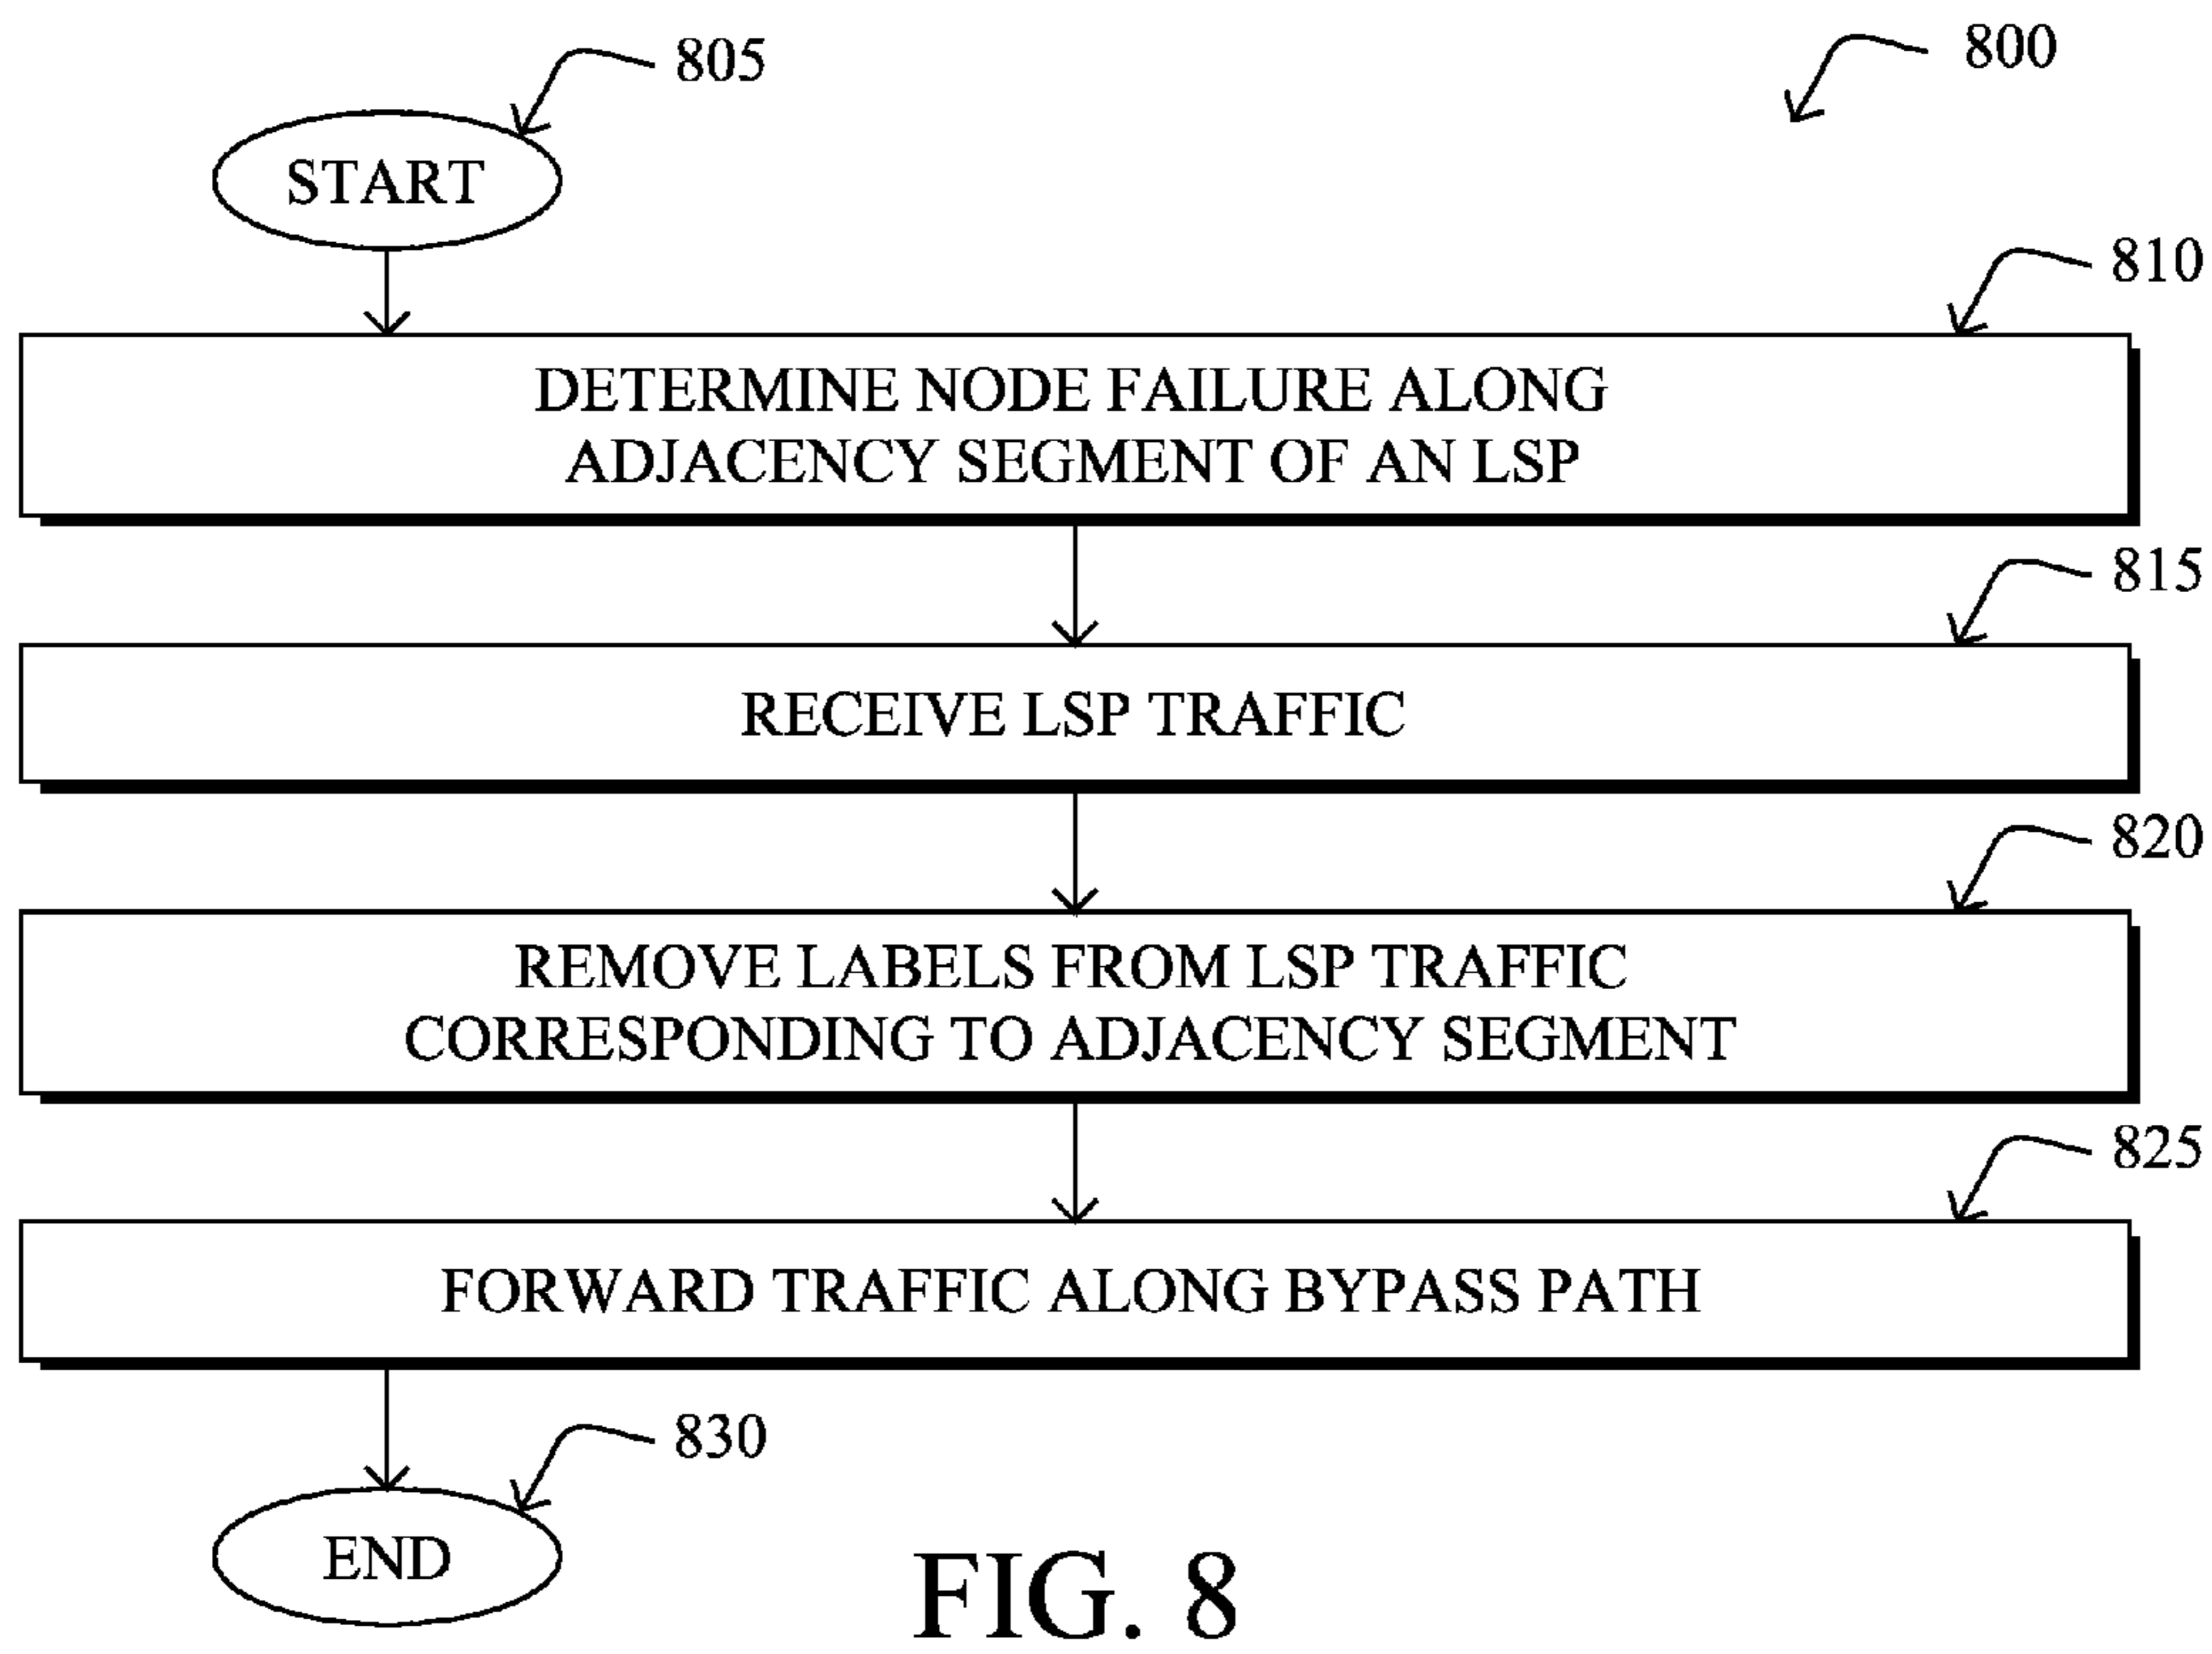 805
800
START
810
DETERMINE NODE FAILURE ALONG
ADJACENCY SEGMENT OF AN LSP
815
RECEIVE LSP TRAFFIC
820
REMOVE LABELS FROM LSP TRAFFIC
CORRESPONDING TO ADJACENCY SEGMENT
825
FORWARD TRAFFIC ALONG BYPASS PATH
830
END
FIG. 8